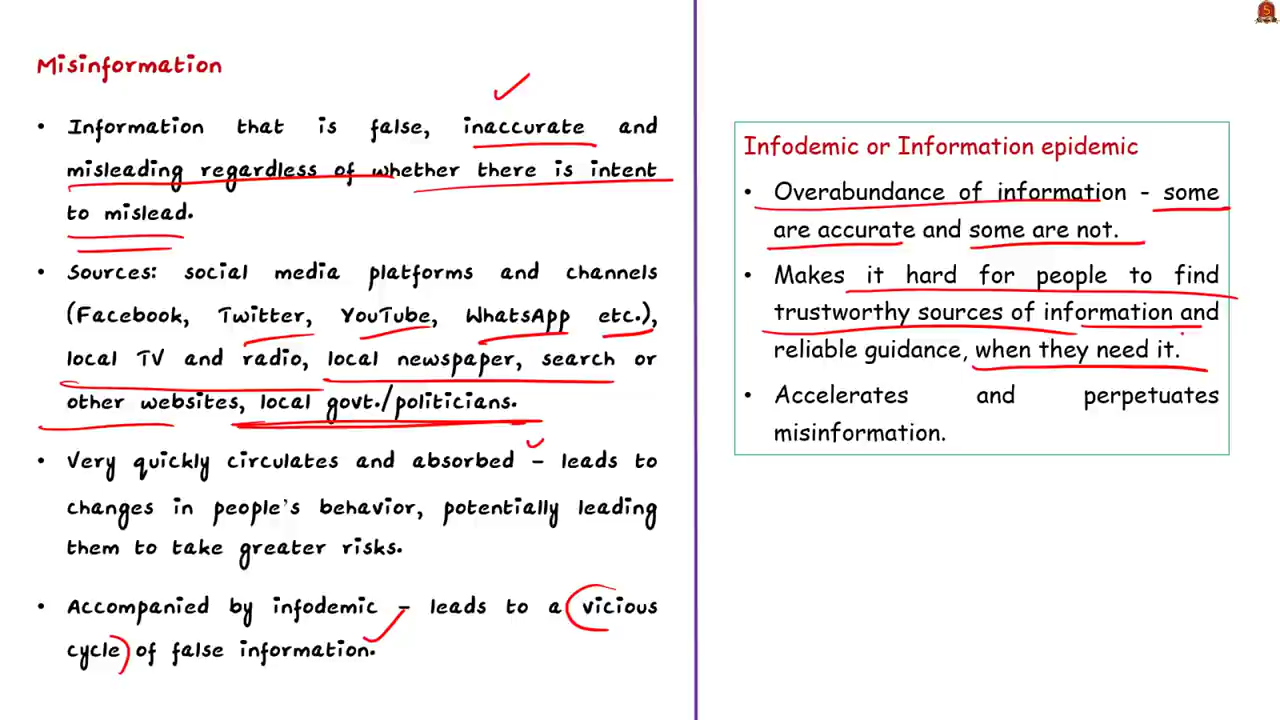 Misinformation
• Information that is false, inaccurate and
misleading regardless of whether there is intent
to mislead.
• Sources: social media platforms and channels
(Facebook, Twitter, YouTube, WhatsApp etc.),
local TV and radio, local newspaper, search or
other websites, local govt./politicians.
• Very quickly circulates and absorbed – leads to
changes in people's behavior, potentially leading
them to take greater risks.
• Accompanied by infodemic – leads to a vicious
cycle of false information.
Infodemic or Information epidemic
• Overabundance of information - some
are accurate and some are not.
• Makes it hard for people to find
trustworthy sources of information and
reliable guidance, when they need it.
• Accelerates and perpetuates
misinformation.